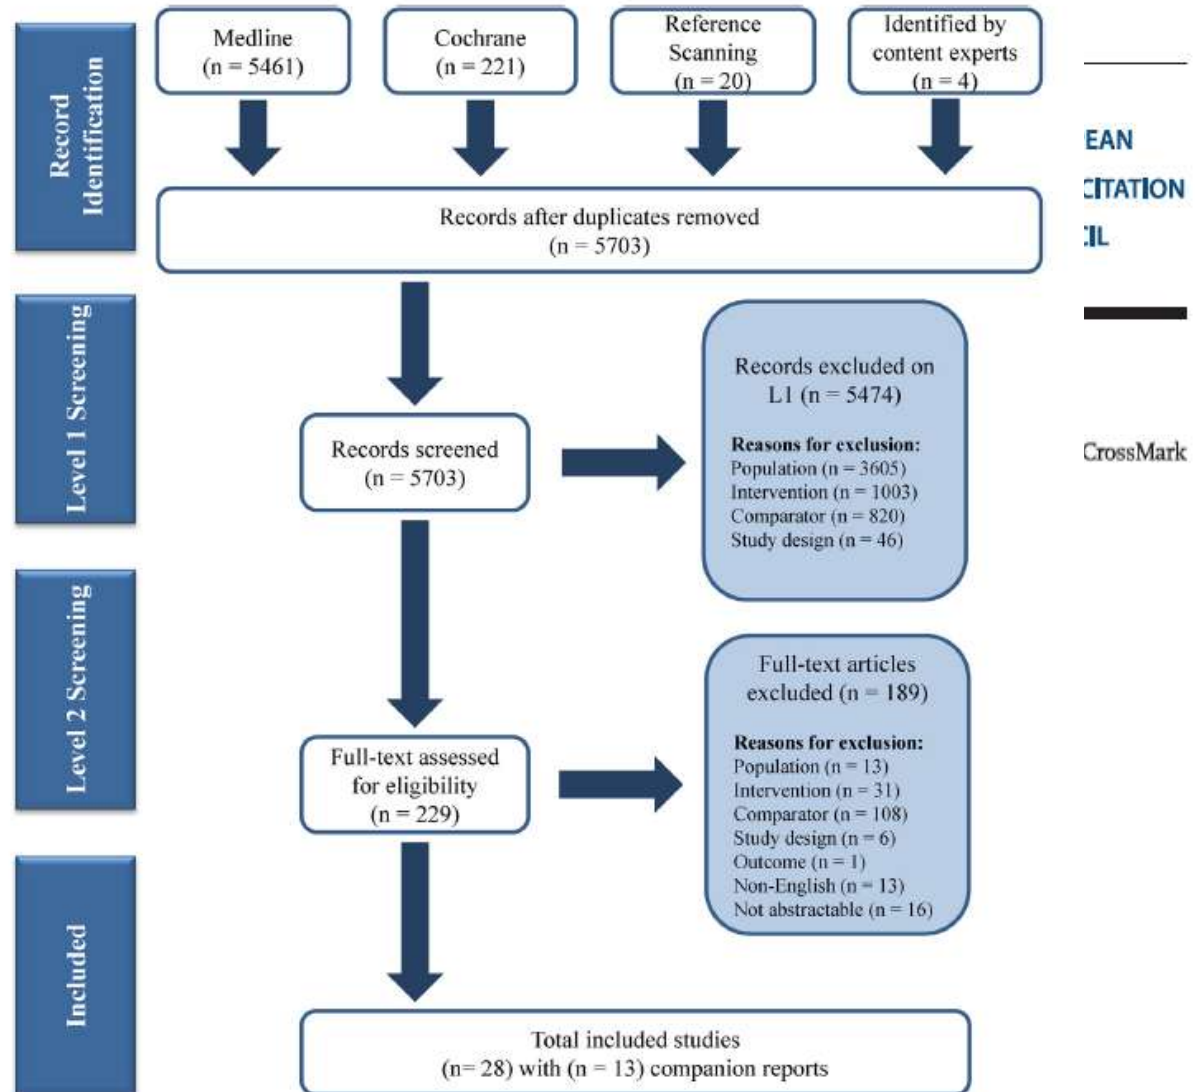 Record
Identification
Medline
(n = 5461)
Cochrane
(n = 221)
Reference
Scanning
(n = 20)
Identified by
content experts
(n = 4)
Records after duplicates removed
(n = 5703)
Level 1 Screening
Records screened
(n = 5703)
Records excluded on
L1 (n = 5474)
Reasons for exclusion:
Population (n = 3605)
Intervention (n = 1003)
Comparator (n = 820)
Study design (n = 46)
Level 2 Screening
Full-text assessed
for eligibility
(n = 229)
Full-text articles
excluded (n = 189)
Reasons for exclusion:
Population (n = 13)
Intervention (n = 31)
Comparator (n = 108)
Study design (n = 6)
Outcome (n = 1)
Non-English (n = 13)
Not abstractable (n = 16)
Included
Total included studies
(n= 28) with (n = 13) companion reports
EAN
CITATION
CIL
CrossMark